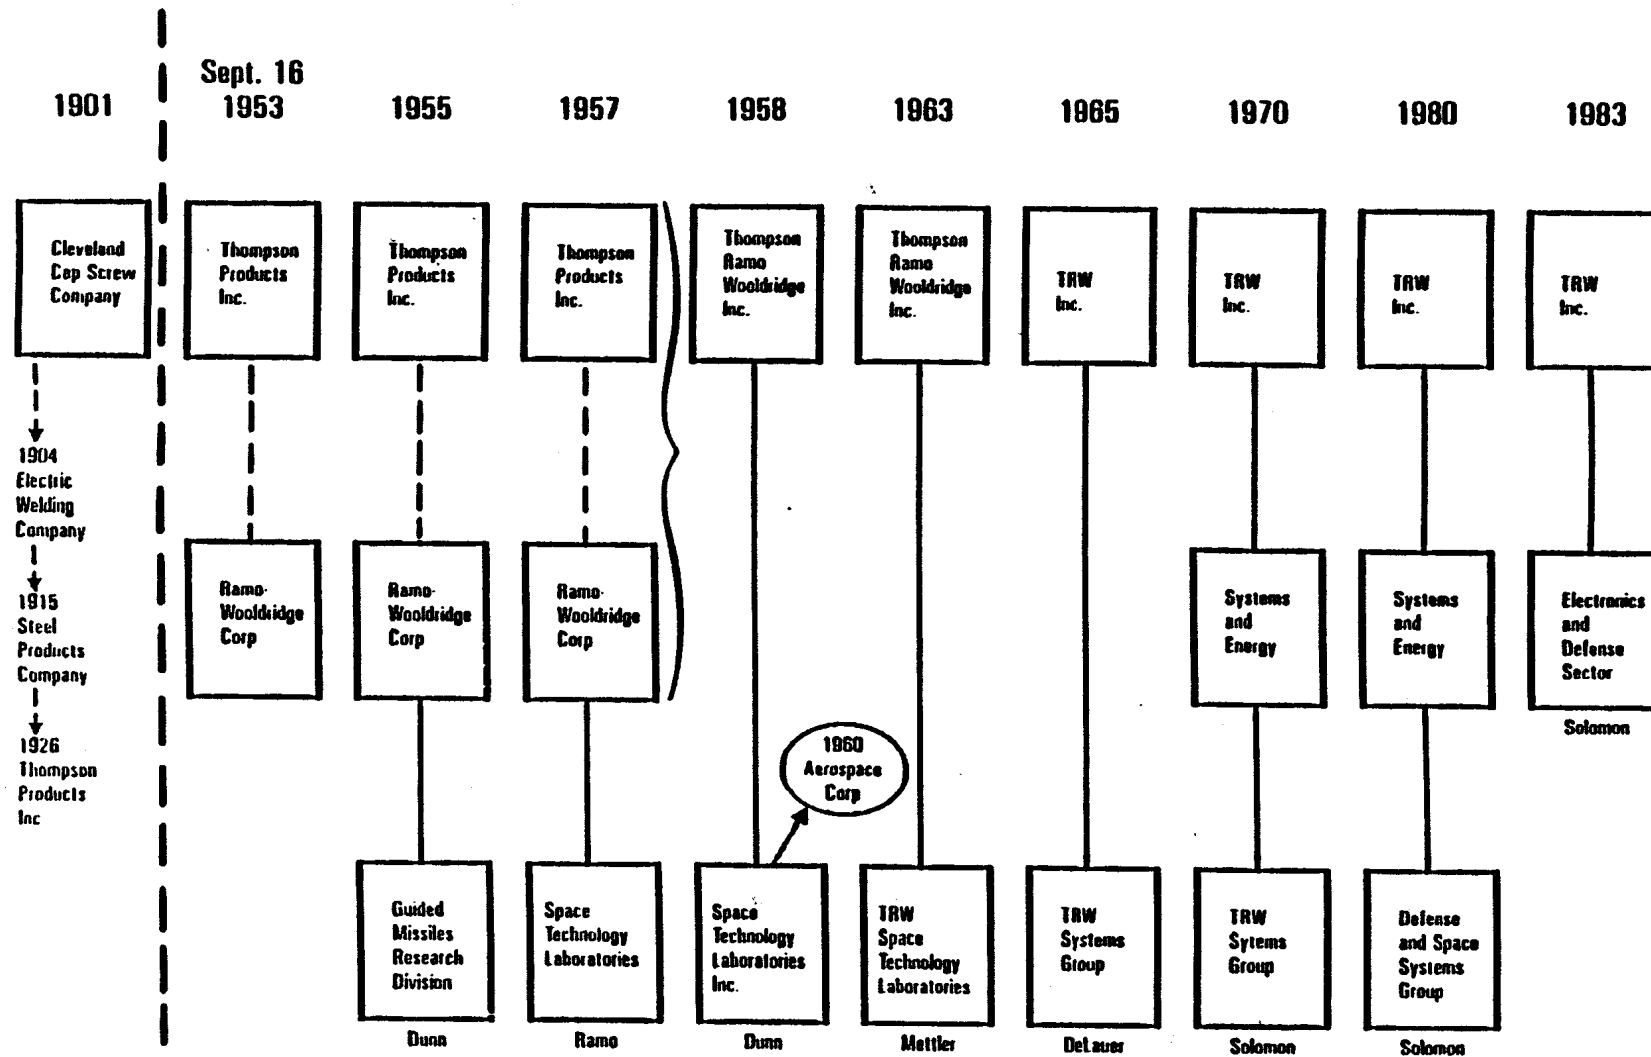 Sept. 16
1901
1953
1955
1957
1958
1963
1965
1970
1980
1983
Cleveland
Cap Screw
Company
1904
Electric
Welding
Company
1915
Steel
Products
Company
1926
Thompson
Products
Inc
Thompson
Products
Inc.
Ramo-
Wooldridge
Corp
Thompson
Products
Inc.
Ramo-
Wooldridge
Corp
Guided
Missiles
Research
Division
Dunn
Thompson
Products
Inc.
Ramo-
Wooldridge
Corp
Space
Technology
Laboratories
Ramo
Thompson
Ramo
Wooldridge
Inc.
1960
Aerospace
Corp
Space
Technology
Laboratories
Inc.
Dunn
Thompson
Ramo
Wooldridge
Inc.
TRW
Space
Technology
Laboratories
Mettler
TRW
Inc.
TRW
Systems
Group
DeLauer
TRW
Inc.
Systems
and
Energy
TRW
Sytems
Group
Solomon
TRW
Inc.
Systems
and
Energy
Defense
and Space
Systems
Group
Solomon
TRW
Inc.
Electronics
and
Defense
Sector
Solomon